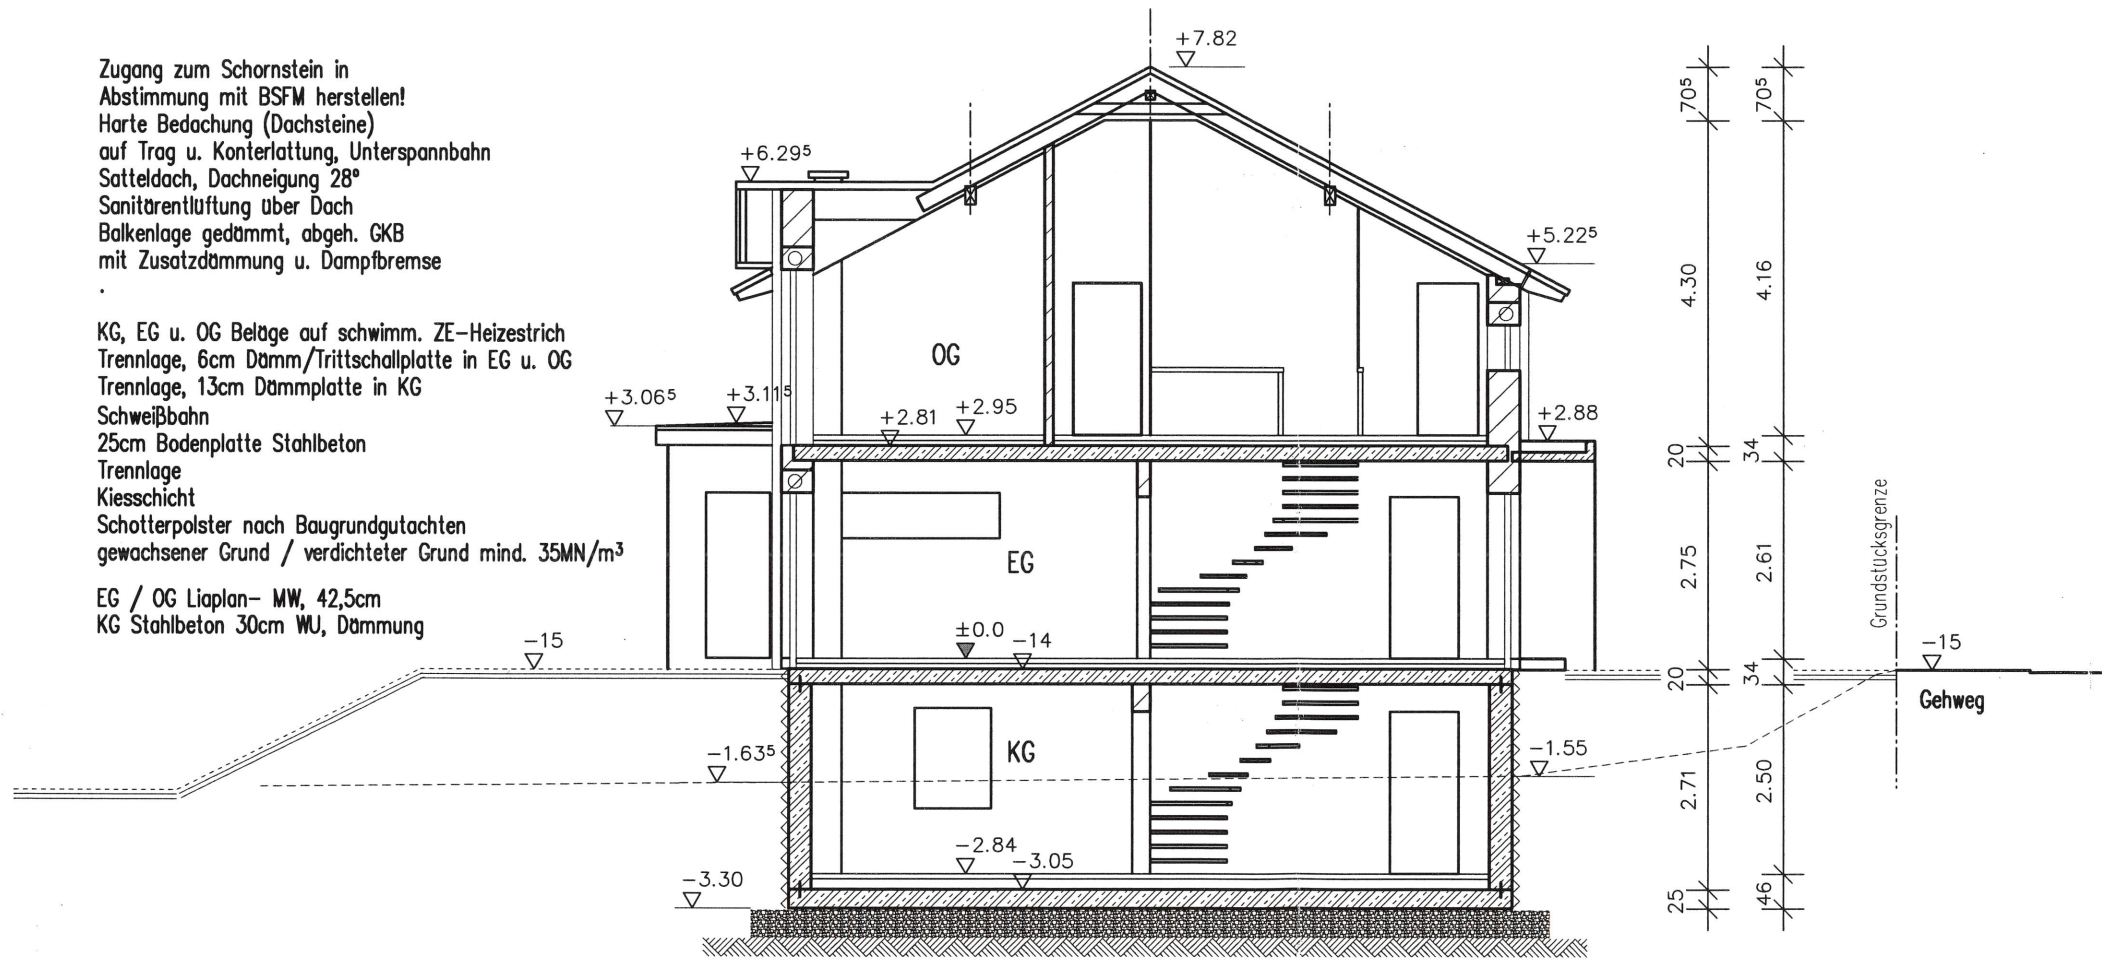 Zugang zum Schornstein in
Abstimmung mit BSFM herstellen!
Harte Bedachung (Dachsteine)
auf Trag u. Konterlattung, Unterspannbahn
Satteldach, Dachneigung 28°
Sanitärentlüftung über Dach
Balkenlage gedämmt, abgeh. GKB
mit Zusatzdämmung u. Dampfbremse
.
KG, EG u. OG Beläge auf schwimm. ZE-Heizestrich
Trennlage, 6cm Dämm/Trittschallplatte in EG u. OG
Trennlage, 13cm Dämmplatte in KG
Schweißbahn
25cm Bodenplatte Stahlbeton
Trennlage
Kiesschicht
Schotterpolster nach Baugrundgutachten
gewachsener Grund / verdichteter Grund mind. 35MN/m³
EG / OG Liaplan- MW, 42,5cm
KG Stahlbeton 30cm WU, Dämmung
+7.82
+6.29⁵
+5.22⁵
OG
+3.06⁵
+3.11⁵
+2.81
+2.95
+2.88
EG
±0.0
-14
-15
-15
Gehweg
Grundstücksgrenze
KG
-1.63⁵
-1.55
-2.84
-3.05
-3.30
70⁵
4.30
20
2.75
20
2.71
25
70⁵
4.16
34
2.61
34
2.50
46